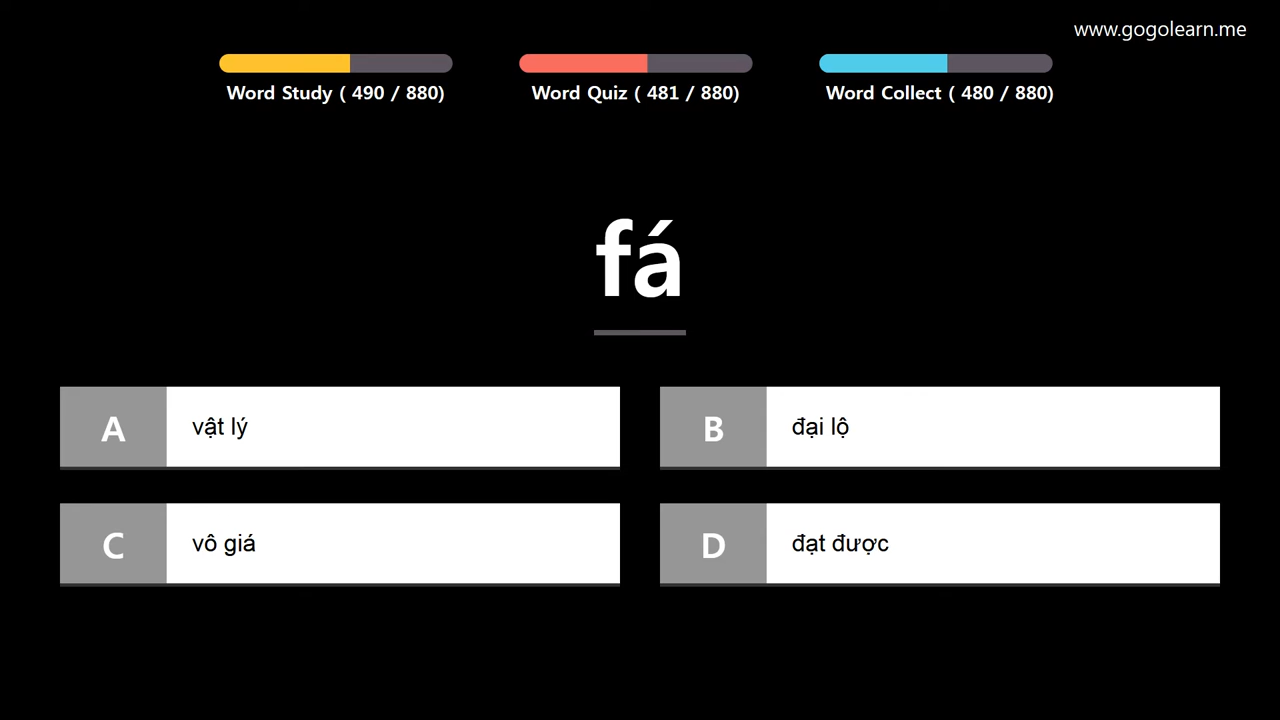 www.gogolearn.me
Word Study ( 490 / 880)
Word Quiz ( 481 / 880)
Word Collect ( 480 / 880)
fá
A
vật lý
B
đại lộ
C
vô giá
D
đạt được